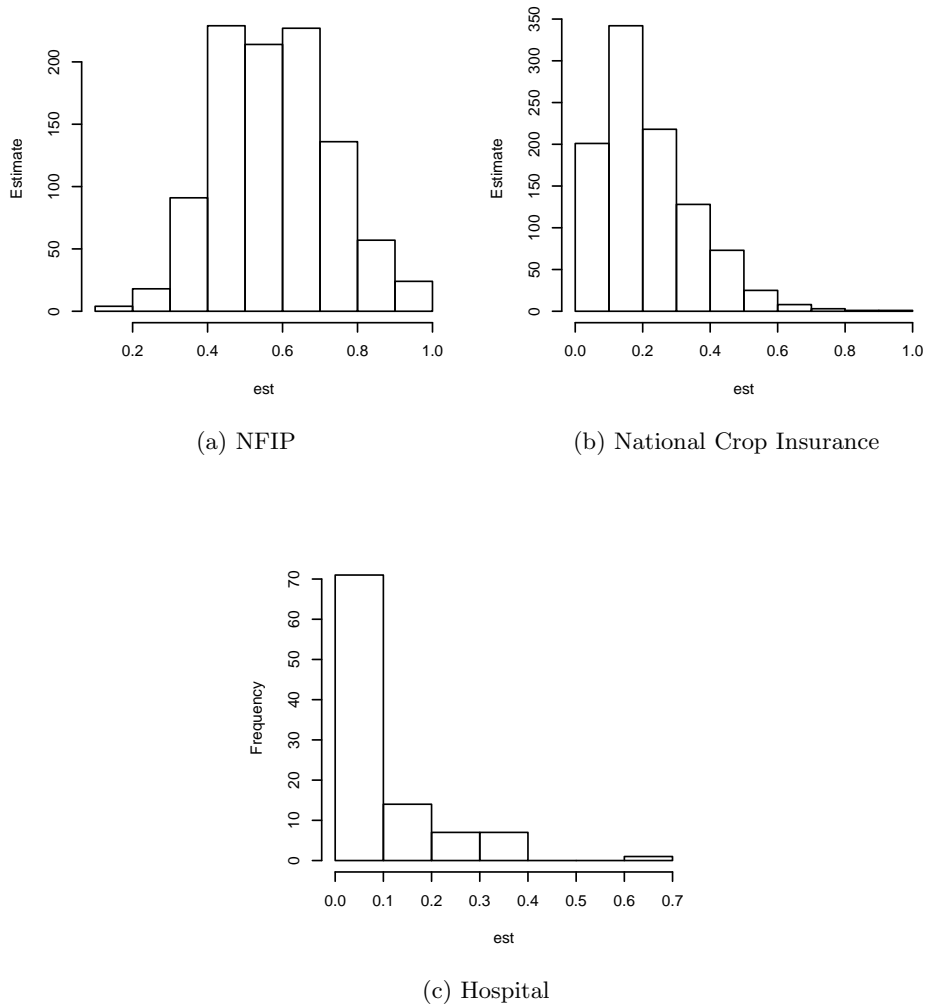 Estimate
0 50 100 150 200
0.2 0.4 0.6 0.8 1.0
est
(a) NFIP
Estimate
0 50 100 150 200 250 300 350
0.0 0.2 0.4 0.6 0.8 1.0
est
(b) National Crop Insurance
Frequency
0 10 20 30 40 50 60 70
0.0 0.1 0.2 0.3 0.4 0.5 0.6 0.7
est
(c) Hospital